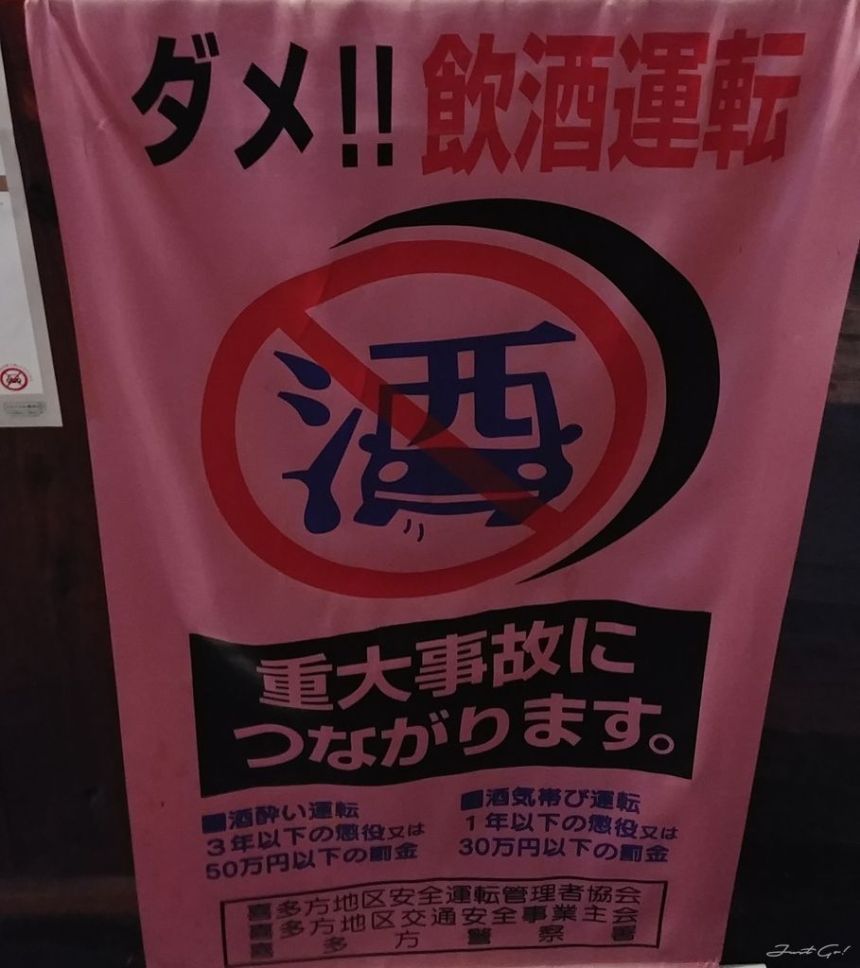 ダメ!! 飲酒運転
酒
重大事故に
つながります。
■酒酔い運転
3年以下の懲役又は
50万円以下の罰金
■酒気帯び運転
1年以下の懲役又は
30万円以下の罰金
喜多方地区安全運転管理者協会
喜多方地区交通安全事業主会
喜多方警察署
Just Go!